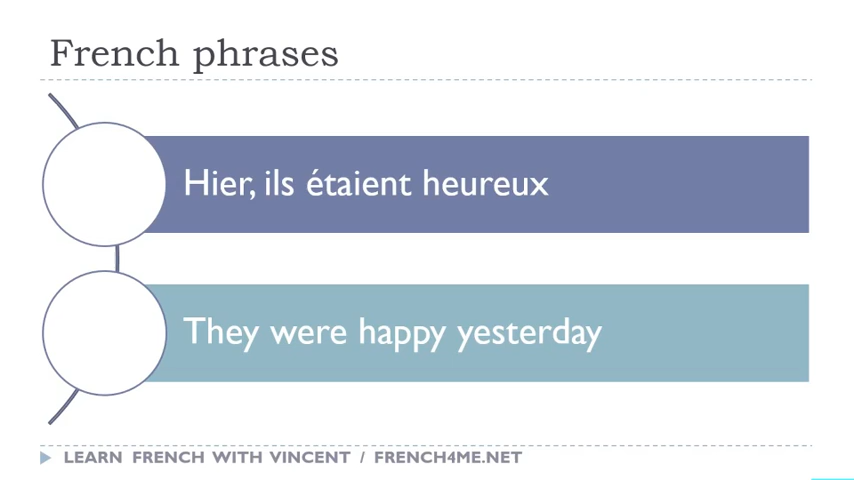 French phrases
Hier, ils étaient heureux
They were happy yesterday
LEARN FRENCH WITH VINCENT / FRENCH4ME.NET